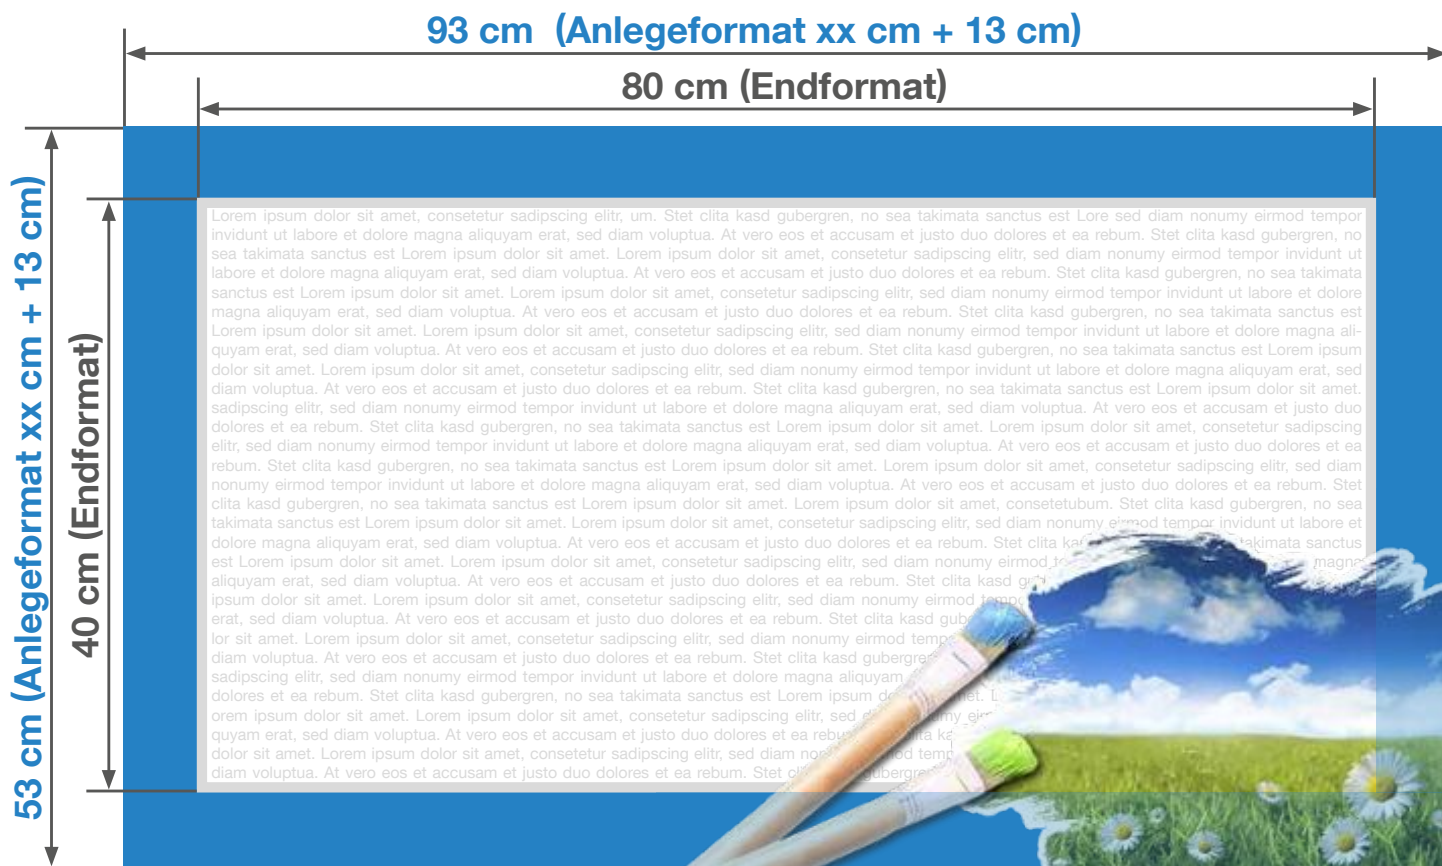 93 cm  (Anlegeformat xx cm + 13 cm)
80 cm (Endformat)
53 cm (Anlegeformat xx cm + 13 cm)
40 cm (Endformat)
Lorem ipsum dolor sit amet, consetetur sadipscing elitr, um. Stet clita kasd gubergren, no sea takimata sanctus est Lore sed diam nonumy eirmod tempor
invidunt ut labore et dolore magna aliquyam erat, sed diam voluptua. At vero eos et accusam et justo duo dolores et ea rebum. Stet clita kasd gubergren, no
sea takimata sanctus est Lorem ipsum dolor sit amet. Lorem ipsum dolor sit amet, consetetur sadipscing elitr, sed diam nonumy eirmod tempor invidunt ut
labore et dolore magna aliquyam erat, sed diam voluptua. At vero eos et accusam et justo duo dolores et ea rebum. Stet clita kasd gubergren, no sea takimata
sanctus est Lorem ipsum dolor sit amet. Lorem ipsum dolor sit amet, consetetur sadipscing elitr, sed diam nonumy eirmod tempor invidunt ut labore et dolore
magna aliquyam erat, sed diam voluptua. At vero eos et accusam et justo duo dolores et ea rebum. Stet clita kasd gubergren, no sea takimata sanctus est
Lorem ipsum dolor sit amet. Lorem ipsum dolor sit amet, consetetur sadipscing elitr, sed diam nonumy eirmod tempor invidunt ut labore et dolore magna ali-
quyam erat, sed diam voluptua. At vero eos et accusam et justo duo dolores et ea rebum. Stet clita kasd gubergren, no sea takimata sanctus est Lorem ipsum
dolor sit amet. Lorem ipsum dolor sit amet, consetetur sadipscing elitr, sed diam nonumy eirmod tempor invidunt ut labore et dolore magna aliquyam erat, sed
diam voluptua. At vero eos et accusam et justo duo dolores et ea rebum. Stet clita kasd gubergren, no sea takimata sanctus est Lorem ipsum dolor sit amet.
sadipscing elitr, sed diam nonumy eirmod tempor invidunt ut labore et dolore magna aliquyam erat, sed diam voluptua. At vero eos et accusam et justo duo
dolores et ea rebum. Stet clita kasd gubergren, no sea takimata sanctus est Lorem ipsum dolor sit amet. Lorem ipsum dolor sit amet, consetetur sadipscing
elitr, sed diam nonumy eirmod tempor invidunt ut labore et dolore magna aliquyam erat, sed diam voluptua. At vero eos et accusam et justo duo dolores et ea
rebum. Stet clita kasd gubergren, no sea takimata sanctus est Lorem ipsum dolor sit amet. Lorem ipsum dolor sit amet, consetetur sadipscing elitr, sed diam
nonumy eirmod tempor invidunt ut labore et dolore magna aliquyam erat, sed diam voluptua. At vero eos et accusam et justo duo dolores et ea rebum. Stet
clita kasd gubergren, no sea takimata sanctus est Lorem ipsum dolor sit amet. Lorem ipsum dolor sit amet, consetetubum. Stet clita kasd gubergren, no sea
takimata sanctus est Lorem ipsum dolor sit amet. Lorem ipsum dolor sit amet, consetetur sadipscing elitr, sed diam nonumy eirmod tempor invidunt ut labore et
dolore magna aliquyam erat, sed diam voluptua. At vero eos et accusam et justo duo dolores et ea rebum. Stet clita takimata sanctus
est Lorem ipsum dolor sit amet. Lorem ipsum dolor sit amet, sadipscing elitr, sed diam nonumy eirmod magna
aliquyam erat, sed diam voluptua. At vero eos et accusam et justo duo dolores et ea rebum. Stet clita kasd
ipsum dolor sit amet. Lorem ipsum dolor sit amet, consetetur sadipscing elitr, sed diam nonumy eirmod
erat, sed diam voluptua. At vero eos et accusam et justo duo dolores et ea rebum. Stet clita kasd
lor sit amet. Lorem ipsum dolor sit amet, consetetur sadipscing elitr, sed diam nonumy eirmod
diam voluptua. At vero eos et accusam et justo duo dolores et ea rebum. Stet clita kasd
sadipscing elitr, sed diam nonumy eirmod tempor invidunt ut labore et dolore magna aliquyam
dolores et ea rebum. Stet clita kasd gubergren, no sea takimata sanctus est Lorem ipsum
orem ipsum dolor sit amet. Lorem ipsum dolor sit amet, consetetur sadipscing elitr, sed
quyam erat, sed diam voluptua. At vero eos et accusam et justo duo dolores et ea
dolor sit amet. Lorem ipsum dolor sit amet, consetetur sadipscing elitr, sed diam
diam voluptua. At vero eos et accusam et justo duo dolores et ea rebum. Stet